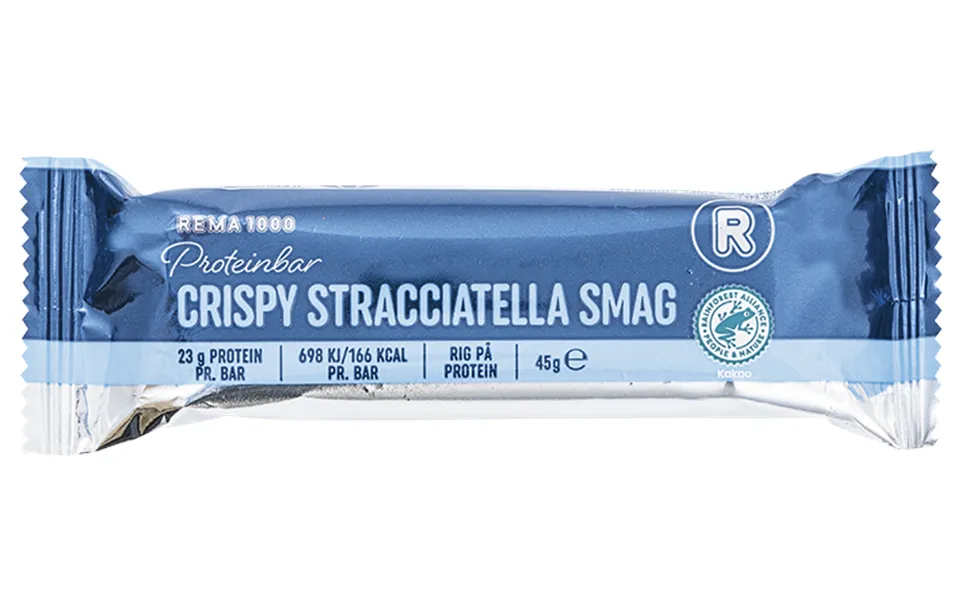 REMA 1000
Proteinbar
CRISPY STRACCIATELLA SMAG
23 g PROTEIN
PR. BAR
698 KJ/166 KCAL
PR. BAR
RIG PÅ
PROTEIN
45g ℮
R
RAINFOREST ALLIANCE
PEOPLE & NATURE
Kakao